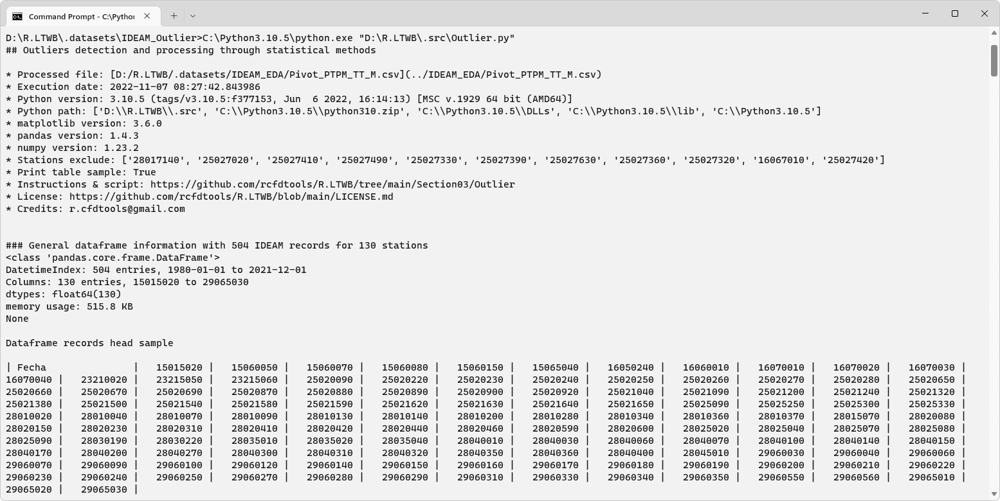 Command Prompt - C:\Pythor
D:\R.LTWB\.datasets\IDEAM_Outlier>C:\Python3.10.5\python.exe "D:\R.LTWB\.src\Outlier.py"
## Outliers detection and processing through statistical methods
* Processed file: [D:/R.LTWB/.datasets/IDEAM_EDA/Pivot_PTPM_TT_M.csv](../IDEAM_EDA/Pivot_PTPM_TT_M.csv)
* Execution date: 2022-11-07 08:27:42.843986
* Python version: 3.10.5 (tags/v3.10.5:f377153, Jun  6 2022, 16:14:13) [MSC v.1929 64 bit (AMD64)]
* Python path: ['D:\\R.LTWB\\.src', 'C:\\Python3.10.5\\python310.zip', 'C:\\Python3.10.5\\DLLs', 'C:\\Python3.10.5\\lib', 'C:\\Python3.10.5']
* matplotlib version: 3.6.0
* pandas version: 1.4.3
* numpy version: 1.23.2
* Stations exclude: ['28017140', '25027020', '25027410', '25027490', '25027330', '25027390', '25027630', '25027360', '25027320', '16067010', '25027420']
* Print table sample: True
* Instructions & script: https://github.com/rcfdtools/R.LTWB/tree/main/Section03/Outlier
* License: https://github.com/rcfdtools/R.LTWB/blob/main/LICENSE.md
* Credits: r.cfdtools@gmail.com
### General dataframe information with 504 IDEAM records for 130 stations
<class 'pandas.core.frame.DataFrame'>
DatetimeIndex: 504 entries, 1980-01-01 to 2021-12-01
Columns: 130 entries, 15015020 to 29065030
dtypes: float64(130)
memory usage: 515.8 KB
None
Dataframe records head sample
| Fecha | 15015020 | 15060050 | 15060070 | 15060080 | 15060150 | 15065040 | 16050240 | 16060010 | 16070010 | 16070020 | 16070030 |
16070040 | 23210020 | 23215050 | 23215060 | 25020090 | 25020220 | 25020230 | 25020240 | 25020250 | 25020260 | 25020270 | 25020280 | 25020650 |
25020660 | 25020670 | 25020690 | 25020870 | 25020880 | 25020890 | 25020900 | 25020920 | 25021040 | 25021090 | 25021200 | 25021240 | 25021320 |
25021380 | 25021500 | 25021540 | 25021580 | 25021590 | 25021620 | 25021630 | 25021640 | 25021650 | 25025090 | 25025250 | 25025300 | 25025330 |
28010020 | 28010040 | 28010070 | 28010090 | 28010130 | 28010140 | 28010200 | 28010280 | 28010340 | 28010360 | 28010370 | 28015070 | 28020080 |
28020150 | 28020230 | 28020310 | 28020410 | 28020420 | 28020440 | 28020460 | 28020590 | 28020600 | 28025020 | 28025040 | 28025070 | 28025080 |
28025090 | 28030190 | 28030220 | 28035010 | 28035020 | 28035040 | 28040010 | 28040030 | 28040060 | 28040070 | 28040100 | 28040140 | 28040150 |
28040170 | 28040200 | 28040270 | 28040300 | 28040310 | 28040320 | 28040350 | 28040360 | 28040400 | 28045010 | 29060030 | 29060040 | 29060060 |
29060070 | 29060090 | 29060100 | 29060120 | 29060140 | 29060150 | 29060160 | 29060170 | 29060180 | 29060190 | 29060200 | 29060210 | 29060220 |
29060230 | 29060240 | 29060250 | 29060270 | 29060280 | 29060290 | 29060310 | 29060330 | 29060340 | 29060350 | 29060550 | 29060560 | 29065010 |
29065020 | 29065030 |